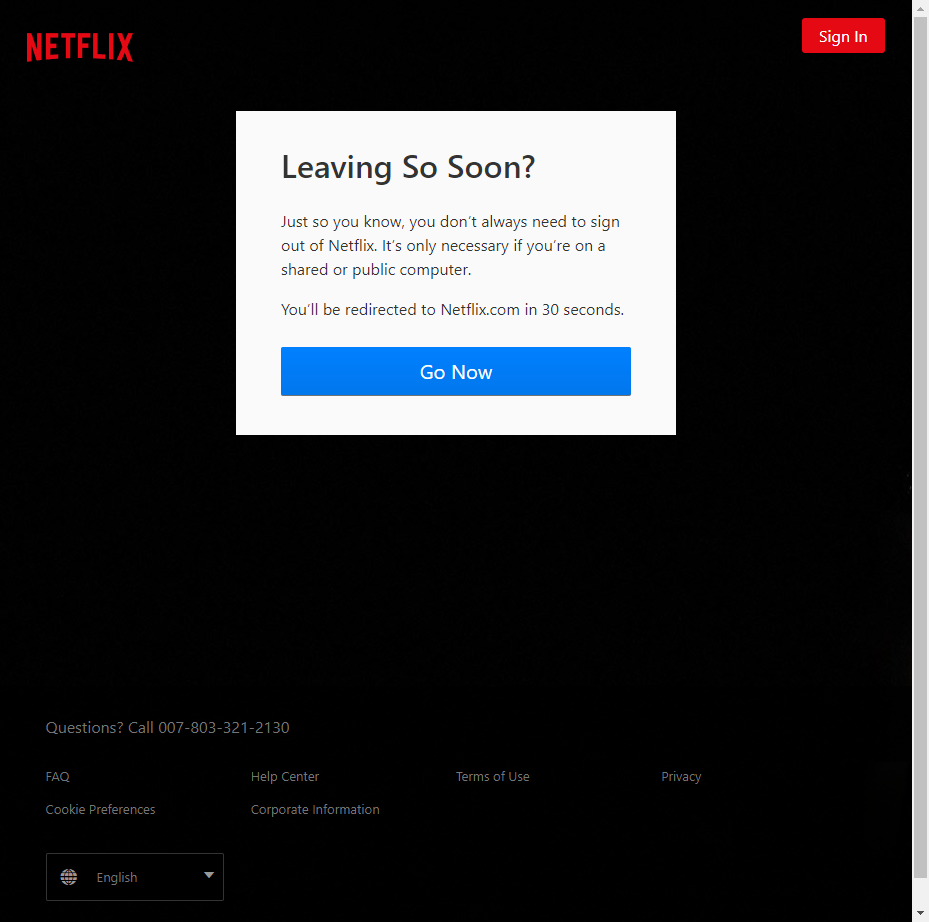 NETFLIX
Sign In
Leaving So Soon?
Just so you know, you don’t always need to sign
out of Netflix. It’s only necessary if you’re on a
shared or public computer.
You’ll be redirected to Netflix.com in 30 seconds.
Go Now
Questions? Call 007-803-321-2130
FAQ
Help Center
Terms of Use
Privacy
Cookie Preferences
Corporate Information
English